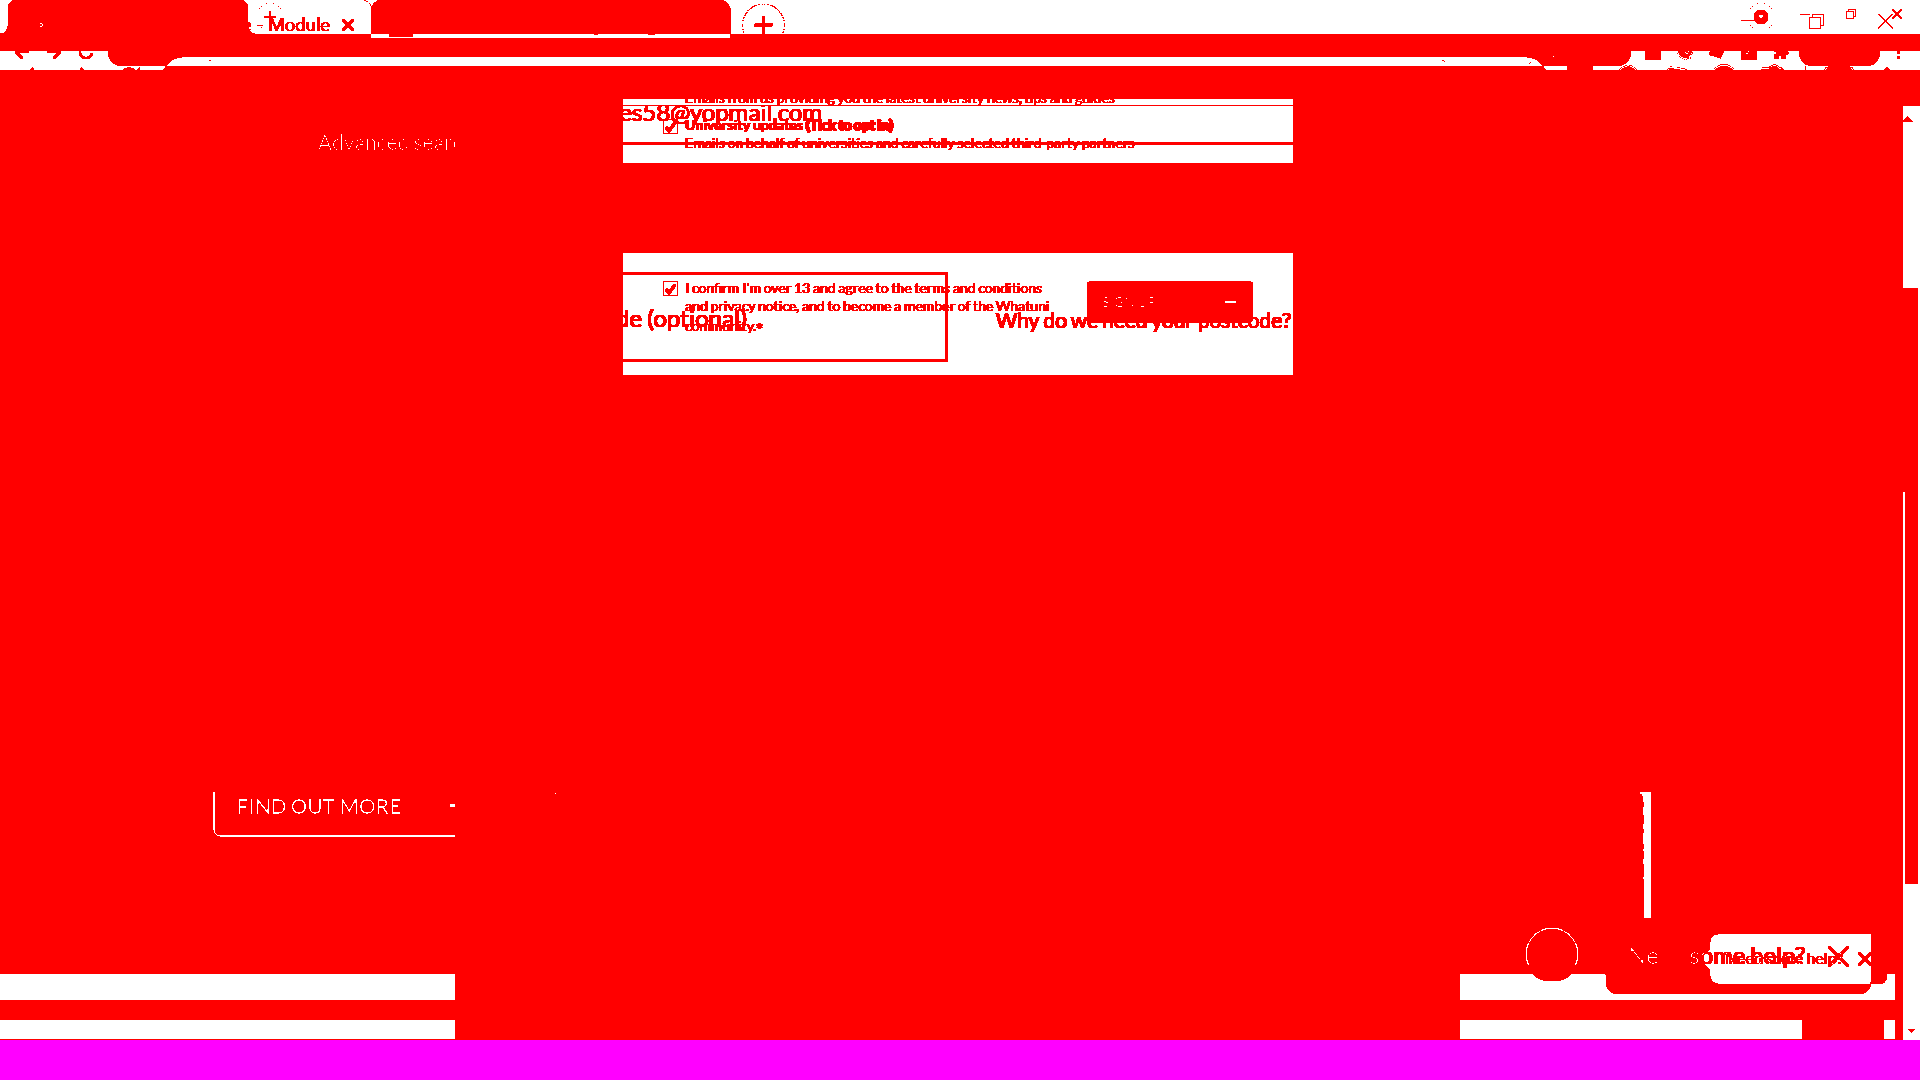 - Module
Emails from us providing you the latest university news, tips and guides
es58@yopmail.com
University updates (Tick to opt in)
Advanced sear
Emails on behalf of universities and carefully selected third-party partners
I confirm I'm over 13 and agree to the terms and conditions
and privacy notice, and to become a member of the Whatuni
community.*
SIGN UP
de (optional)
Why do we need your postcode?
FIND OUT MORE
some help?
Need some help?